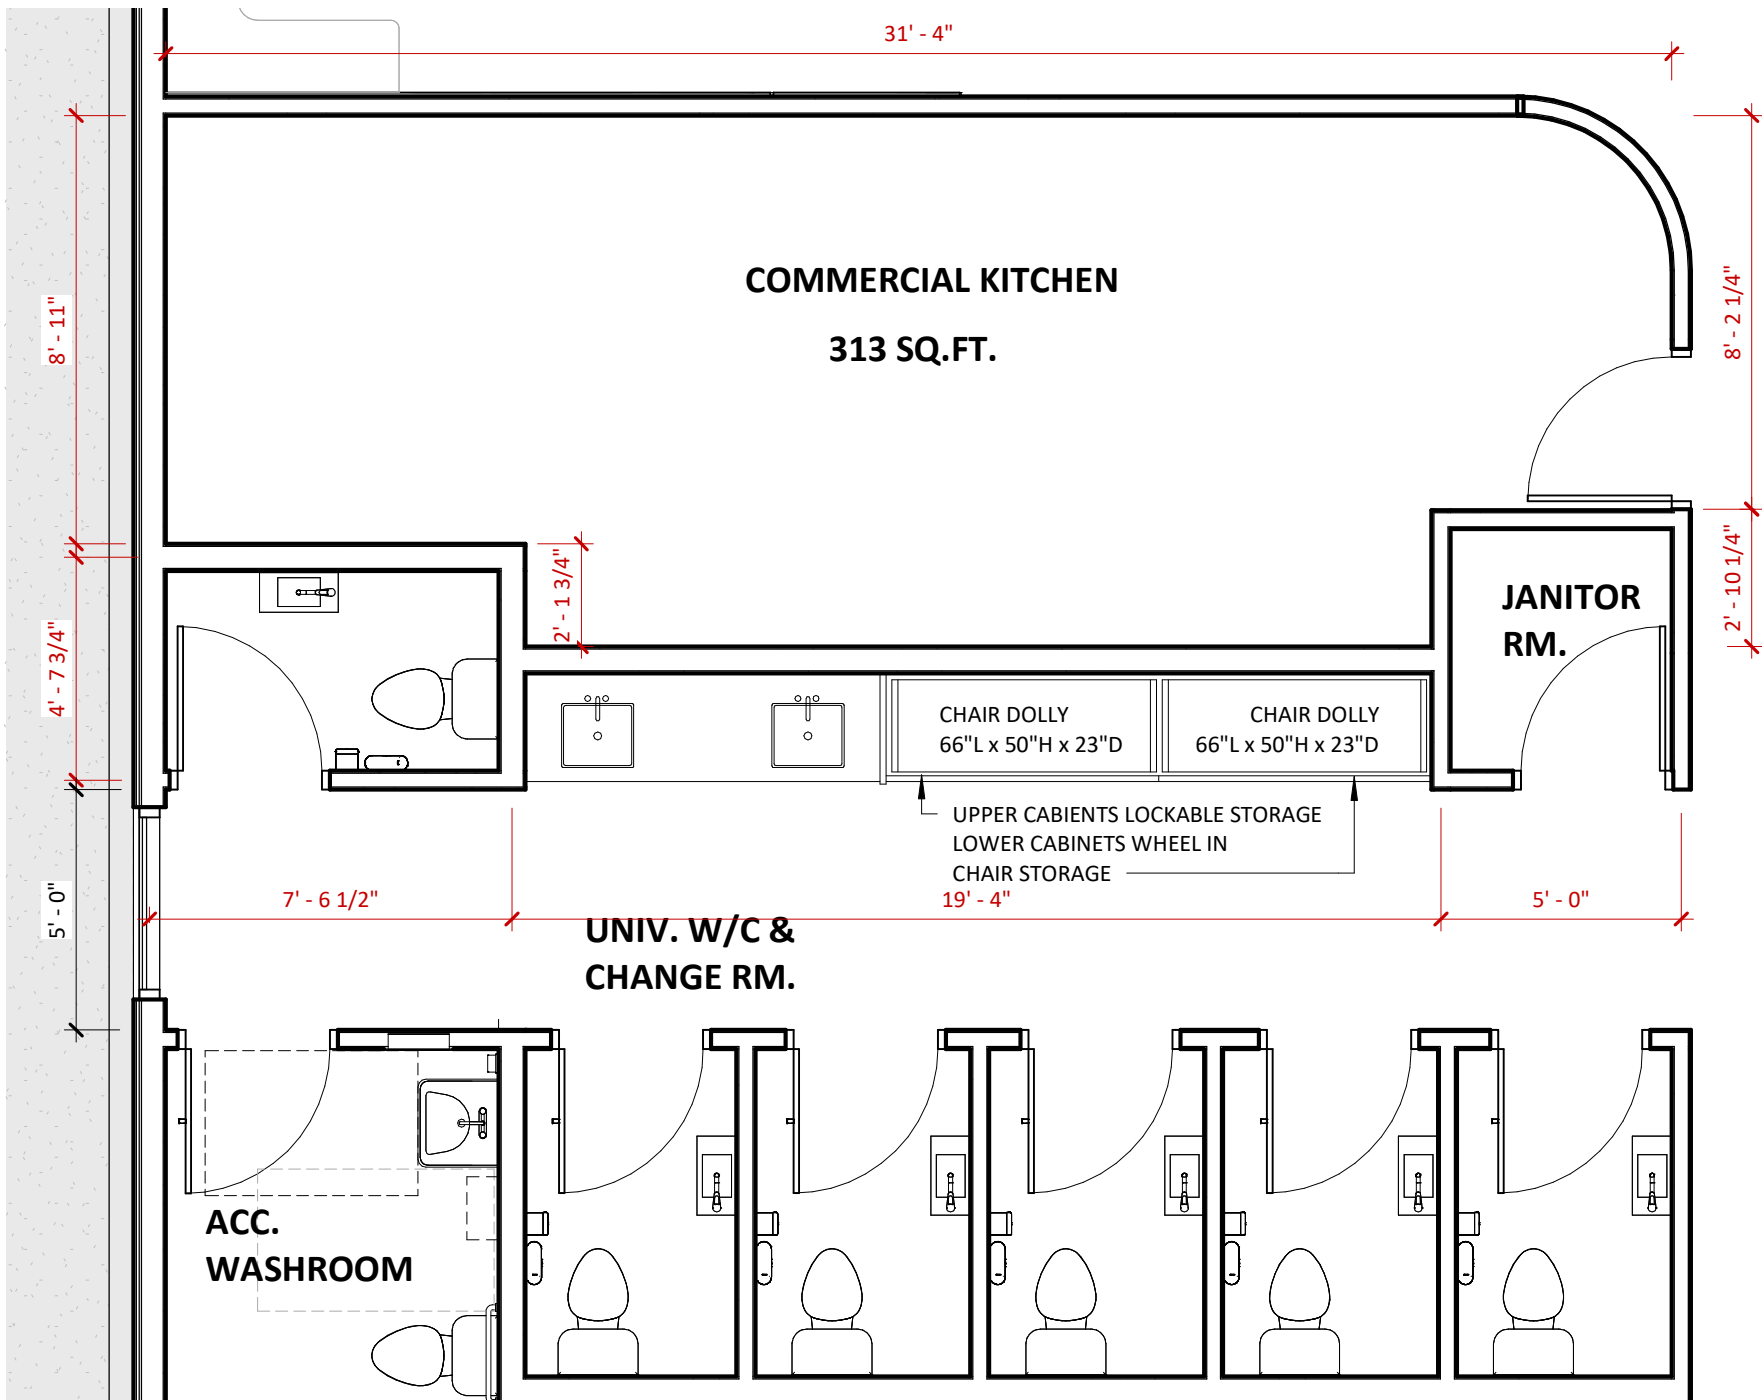 31' - 4"
COMMERCIAL KITCHEN
313 SQ.FT.
8' - 11"
8' - 2 1/4"
2' - 1 3/4"
2' - 10 1/4"
4' - 7 3/4"
JANITOR
RM.
CHAIR DOLLY
66"L x 50"H x 23"D
CHAIR DOLLY
66"L x 50"H x 23"D
UPPER CABIENTS LOCKABLE STORAGE
LOWER CABINETS WHEEL IN
CHAIR STORAGE
5' - 0"
7' - 6 1/2"
19' - 4"
5' - 0"
UNIV. W/C &
CHANGE RM.
ACC.
WASHROOM